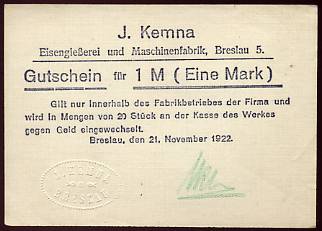 J. Kemna
Eisengießerei und Maschinenfabrik, Breslau 5.
Gutschein für 1 M (Eine Mark)
Gilt nur innerhalb des Fabrikbetriebes der Firma und
wird in Mengen von 20 Stück an der Kasse des Werkes
gegen Geld eingewechselt.
Breslau, den 21. November 1922.
BRESLAU